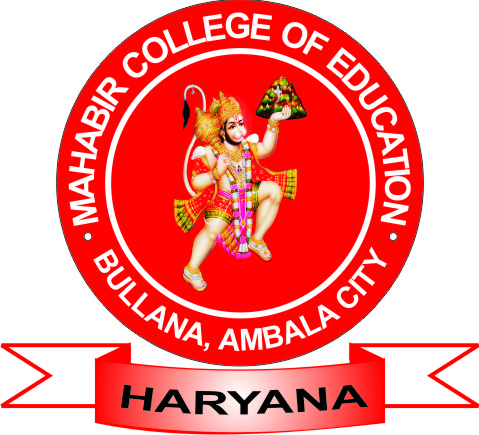 MAHABIR COLLEGE OF EDUCATION
BULLANA, AMBALA CITY
HARYANA